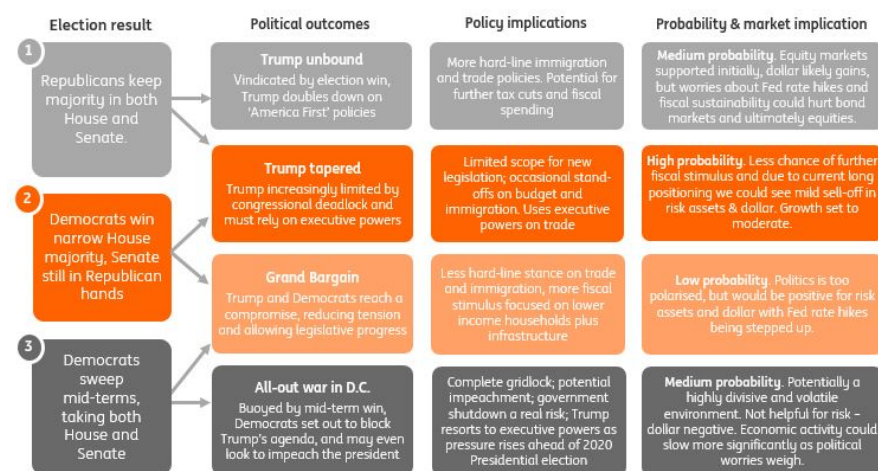 Election result
Political outcomes
Policy implications
Probability & market implication
1
Republicans keep
majority in both
House and
Senate.
Trump unbound
Vindicated by election win,
Trump doubles down on
'America First' policies
More hard-line immigration
and trade policies. Potential for
further tax cuts and fiscal
spending
Medium probability. Equity markets
supported initially, dollar likely gains,
but worries about Fed rate hikes and
fiscal sustainability could hurt bond
markets and ultimately equities.
Trump tapered
Trump increasingly limited by
congressional deadlock and
must rely on executive powers
Limited scope for new
legislation; occasional stand-
offs on budget and
immigration. Uses executive
powers on trade
High probability. Less chance of further
fiscal stimulus and due to current long
positioning we could see mild sell-off in
risk assets & dollar. Growth set to
moderate.
2
Democrats win
narrow House
majority, Senate
still in Republican
hands
Grand Bargain
Trump and Democrats reach a
compromise, reducing tension
and allowing legislative progress
Less hard-line stance on trade
and immigration, more fiscal
stimulus focused on lower
income households plus
infrastructure
Low probability. Politics is too
polarised, but would be positive for risk
assets and dollar with Fed rate hikes
being stepped up.
3
Democrats
sweep
mid-terms,
taking both
House and
Senate
All-out war in D.C.
Buoyed by mid-term win,
Democrats set out to block
Trump's agenda, and may even
look to impeach the president
Complete gridlock; potential
impeachment; government
shutdown a real risk; Trump
resorts to executive powers as
pressure rises ahead of 2020
Presidential election
Medium probability. Potentially a
highly divisive and volatile
environment. Not helpful for risk –
dollar negative. Economic activity could
slow more significantly as political
worries weigh.